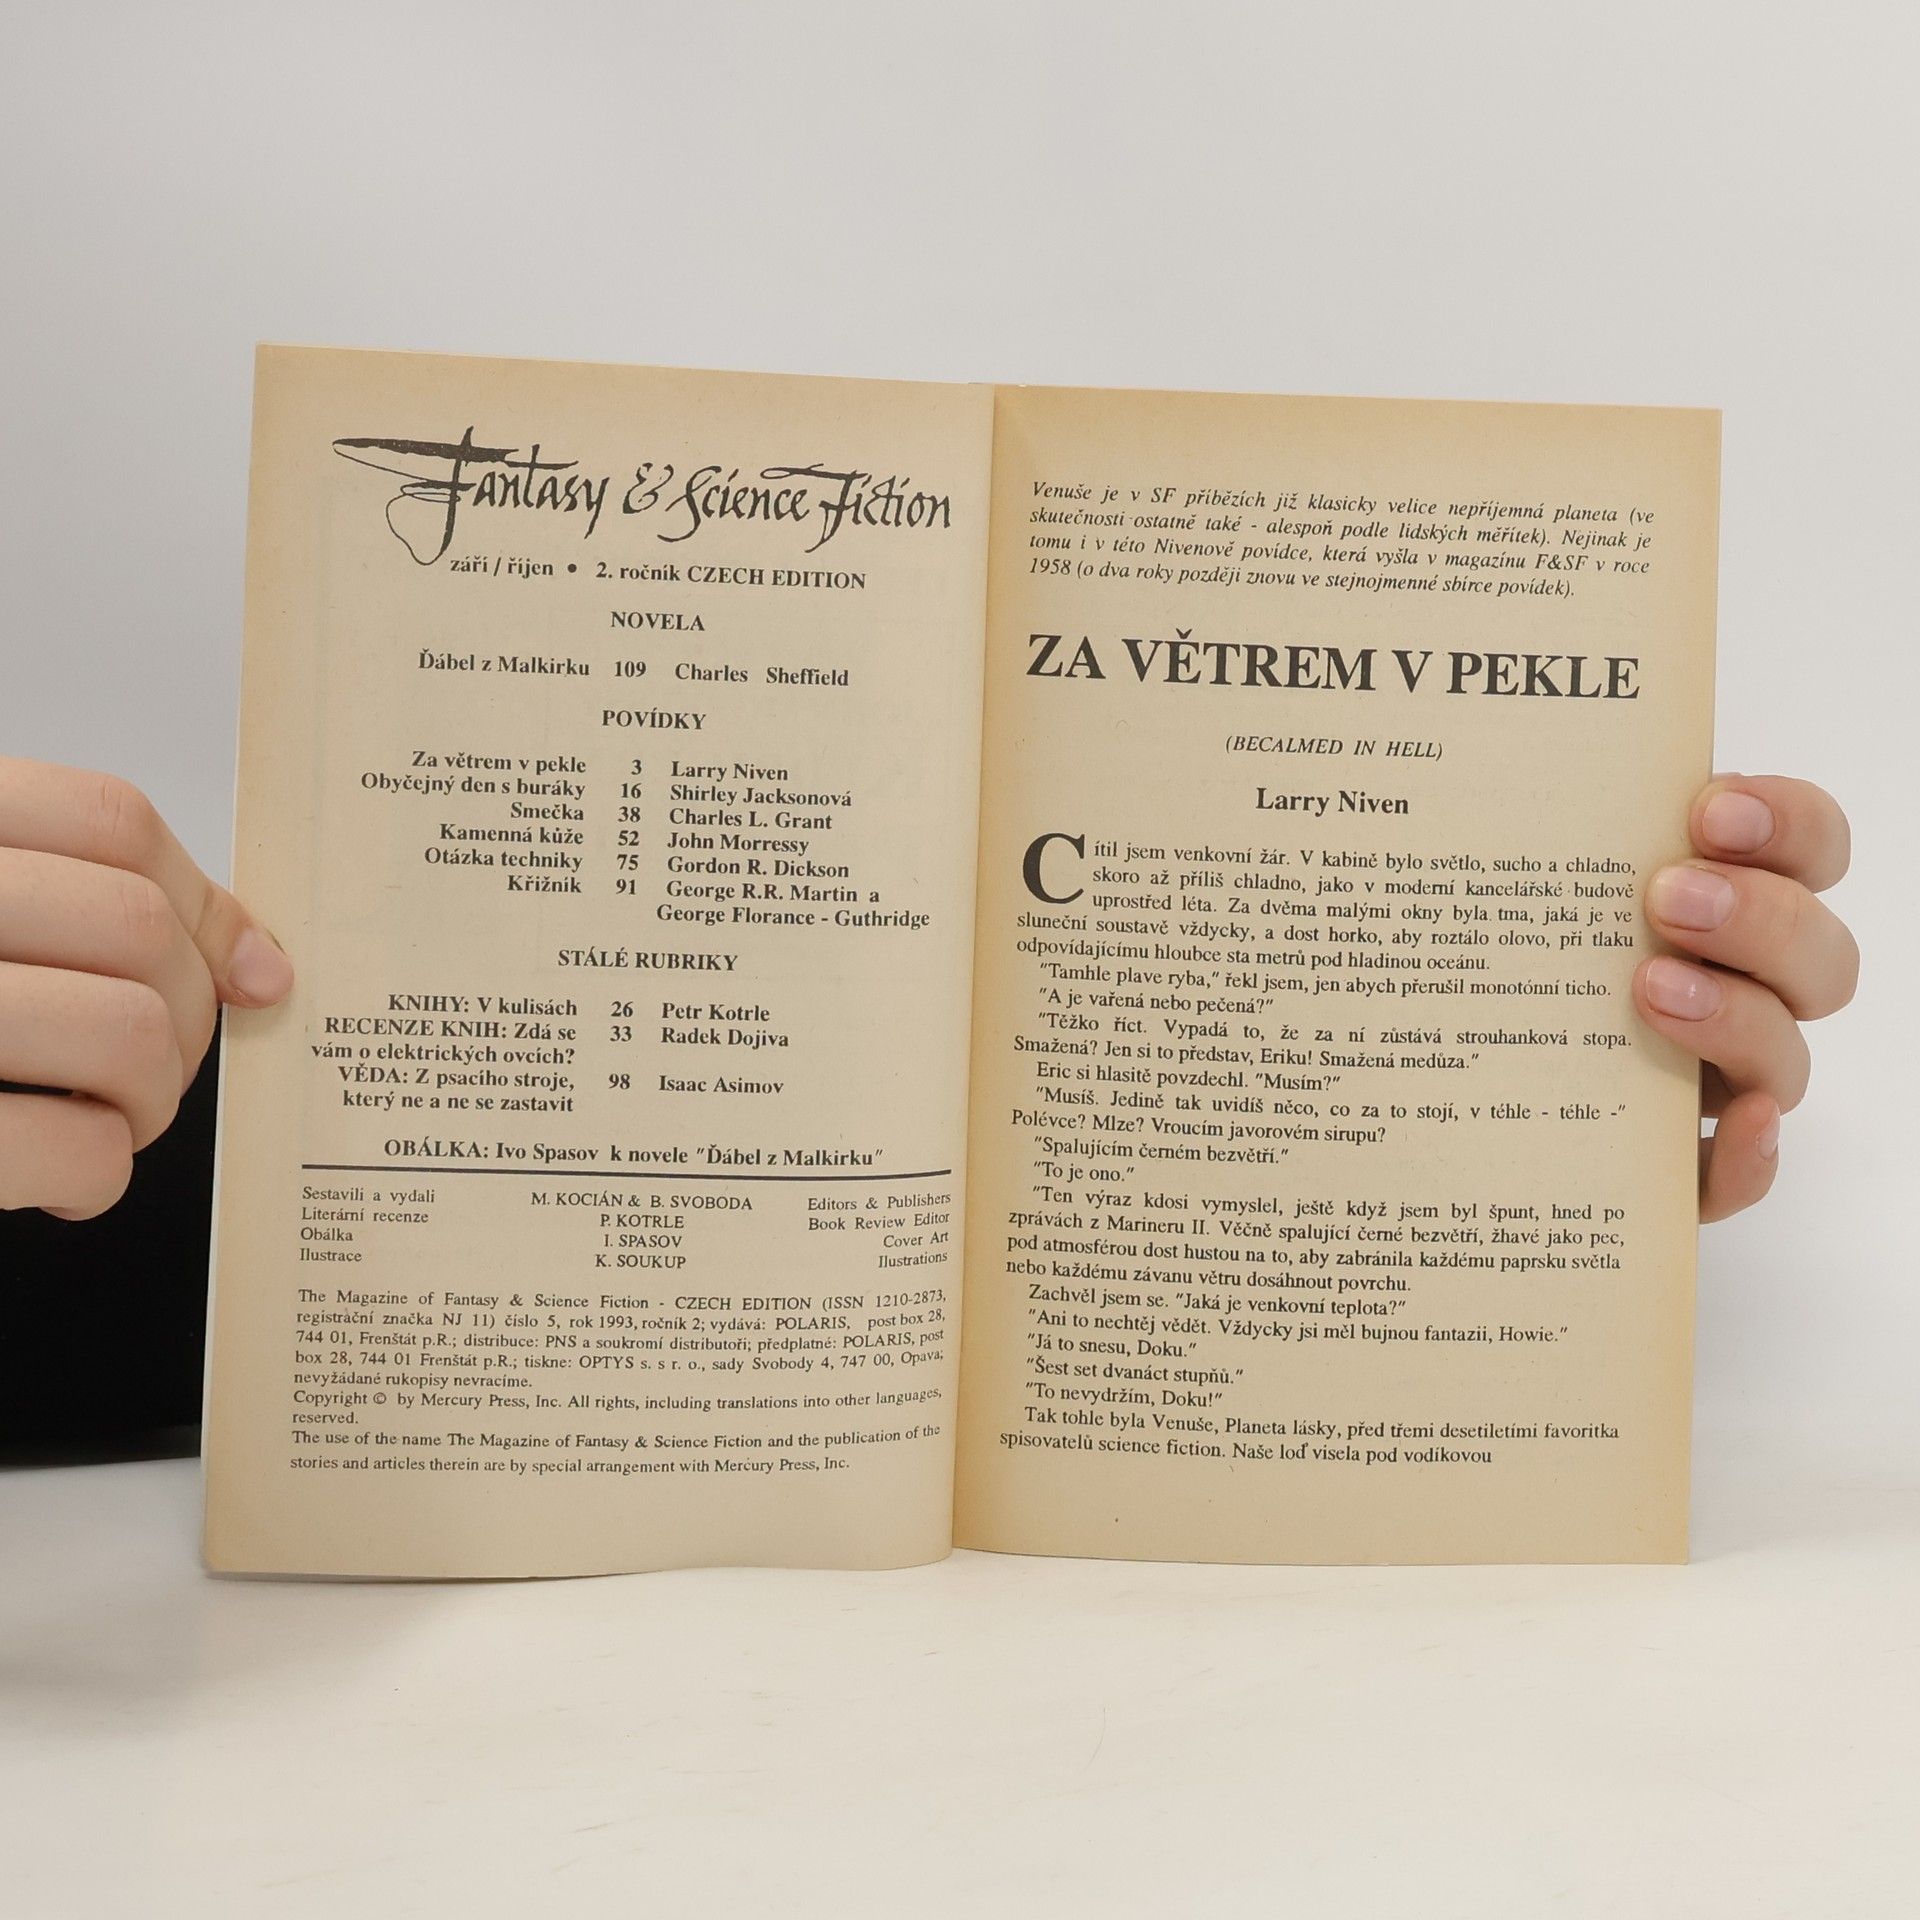 Fantasy & Science Fiction
září / říjen • 2. ročník CZECH EDITION
NOVELA
Ďábel z Malkirku 109 Charles Sheffield
POVÍDKY
Za větrem v pekle 3 Larry Niven
Obyčejný den s buráky 16 Shirley Jacksonová
Smečka 38 Charles L. Grant
Kamenná kůže 52 John Morressy
Otázka techniky 75 Gordon R. Dickson
Křižník 91 George R.R. Martin a
George Florance - Guthridge
STÁLÉ RUBRIKY
KNIHY: V kulisách 26 Petr Kotrle
RECENZE KNIH: Zdá se 33 Radek Dojiva
vám o elektrických ovcích?
VĚDA: Z psacího stroje, 98 Isaac Asimov
který ne a ne se zastavit
OBÁLKA: Ivo Spasov k novele "Ďábel z Malkirku"
Sestavili a vydali M. KOCIÁN & B. SVOBODA Editors & Publishers
Literární recenze P. KOTRLE Book Review Editor
Obálka I. SPASOV Cover Art
Ilustrace K. SOUKUP Ilustrations
The Magazine of Fantasy & Science Fiction - CZECH EDITION (ISSN 1210-2873,
registrační značka NJ 11) číslo 5, rok 1993, ročník 2; vydává: POLARIS, post box 28,
744 01, Frenštát p.R.; distribuce: PNS a soukromí distributoři; předplatné: POLARIS, post
box 28, 744 01 Frenštát p.R.; tiskne: OPTYS s. s r. o., sady Svobody 4, 747 00, Opava;
nevyžádané rukopisy nevracíme.
Copyright © by Mercury Press, Inc. All rights, including translations into other languages,
reserved.
The use of the name The Magazine of Fantasy & Science Fiction and the publication of the
stories and articles therein are by special arrangement with Mercury Press, Inc.
Venuše je v SF příbězích již klasicky velice nepříjemná planeta (ve
skutečnosti ostatně také - alespoň podle lidských měřítek). Nejinak je
tomu i v této Nivenově povídce, která vyšla v magazínu F&SF v roce
1958 (o dva roky později znovu ve stejnojmenné sbírce povídek).
ZA VĚTREM V PEKLE
(BECALMED IN HELL)
Larry Niven
Cítil jsem venkovní žár. V kabině bylo světlo, sucho a chladno,
skoro až příliš chladno, jako v moderní kancelářské budově
uprostřed léta. Za dvěma malými okny byla tma, jaká je ve
sluneční soustavě vždycky, a dost horko, aby roztálo olovo, při tlaku
odpovídajícímu hloubce sta metrů pod hladinou oceánu.
"Tamhle plave ryba," řekl jsem, jen abych přerušil monotónní ticho.
"A je vařená nebo pečená?"
"Těžko říct. Vypadá to, že za ní zůstává strouhanková stopa.
Smažená? Jen si to představ, Eriku! Smažená medůza."
Eric si hlasitě povzdechl. "Musím?"
"Musíš. Jedině tak uvidíš něco, co za to stojí, v téhle - téhle -"
Polévce? Mlze? Vroucím javorovém sirupu?
"Spalujícím černém bezvětří."
"To je ono."
"Ten výraz kdosi vymyslel, ještě když jsem byl špunt, hned po
zprávách z Marineru II. Věčně spalující černé bezvětří, žhavé jako pec,
pod atmosférou dost hustou na to, aby zabránila každému paprsku světla
nebo každému závanu větru dosáhnout povrchu.
Zachvěl jsem se. "Jaká je venkovní teplota?"
"Ani to nechtěj vědět. Vždycky jsi měl bujnou fantazii, Howie."
"Já to snesu, Doku."
"Šest set dvanáct stupňů."
"To nevydržím, Doku!"
Tak tohle byla Venuše, Planeta lásky, před třemi desetiletími favoritka
spisovatelů science fiction. Naše loď visela pod vodíkovou